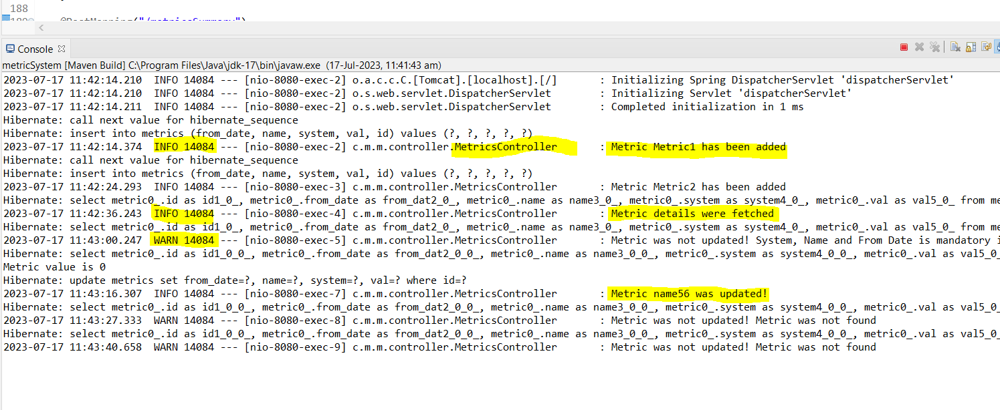 188
@PostMapping("/metricsSummary")
Console
metricSystem [Maven Build] C:\Program Files\Java\jdk-17\bin\javaw.exe (17-Jul-2023, 11:41:43 am)
2023-07-17 11:42:14.210  INFO 14084 --- [nio-8080-exec-2] o.a.c.c.C.[Tomcat].[localhost].[/]       : Initializing Spring DispatcherServlet 'dispatcherServlet'
2023-07-17 11:42:14.210  INFO 14084 --- [nio-8080-exec-2] o.s.web.servlet.DispatcherServlet        : Initializing Servlet 'dispatcherServlet'
2023-07-17 11:42:14.211  INFO 14084 --- [nio-8080-exec-2] o.s.web.servlet.DispatcherServlet        : Completed initialization in 1 ms
Hibernate: call next value for hibernate_sequence
Hibernate: insert into metrics (from_date, name, system, val, id) values (?, ?, ?, ?, ?)
2023-07-17 11:42:14.374  INFO 14084 --- [nio-8080-exec-2] c.m.m.controller.MetricsController       : Metric Metric1 has been added
Hibernate: call next value for hibernate_sequence
Hibernate: insert into metrics (from_date, name, system, val, id) values (?, ?, ?, ?, ?)
2023-07-17 11:42:24.293  INFO 14084 --- [nio-8080-exec-3] c.m.m.controller.MetricsController       : Metric Metric2 has been added
Hibernate: select metric0_.id as id1_0_, metric0_.from_date as from_dat2_0_, metric0_.name as name3_0_, metric0_.system as system4_0_, metric0_.val as val5_0_ from me
2023-07-17 11:42:36.243  INFO 14084 --- [nio-8080-exec-4] c.m.m.controller.MetricsController       : Metric details were fetched
Hibernate: select metric0_.id as id1_0_, metric0_.from_date as from_dat2_0_, metric0_.name as name3_0_, metric0_.system as system4_0_, metric0_.val as val5_0_ from me
2023-07-17 11:43:00.247  WARN 14084 --- [nio-8080-exec-5] c.m.m.controller.MetricsController       : Metric was not updated! System, Name and From Date is mandatory i
Hibernate: select metric0_.id as id1_0_0_, metric0_.from_date as from_dat2_0_0_, metric0_.name as name3_0_0_, metric0_.system as system4_0_0_, metric0_.val as val5_0_
Metric value is 0
Hibernate: update metrics set from_date=?, name=?, system=?, val=? where id=?
2023-07-17 11:43:16.307  INFO 14084 --- [nio-8080-exec-7] c.m.m.controller.MetricsController       : Metric name56 was updated!
Hibernate: select metric0_.id as id1_0_0_, metric0_.from_date as from_dat2_0_0_, metric0_.name as name3_0_0_, metric0_.system as system4_0_0_, metric0_.val as val5_0_
2023-07-17 11:43:27.333  WARN 14084 --- [nio-8080-exec-8] c.m.m.controller.MetricsController       : Metric was not updated! Metric was not found
Hibernate: select metric0_.id as id1_0_0_, metric0_.from_date as from_dat2_0_0_, metric0_.name as name3_0_0_, metric0_.system as system4_0_0_, metric0_.val as val5_0_
2023-07-17 11:43:40.658  WARN 14084 --- [nio-8080-exec-9] c.m.m.controller.MetricsController       : Metric was not updated! Metric was not found